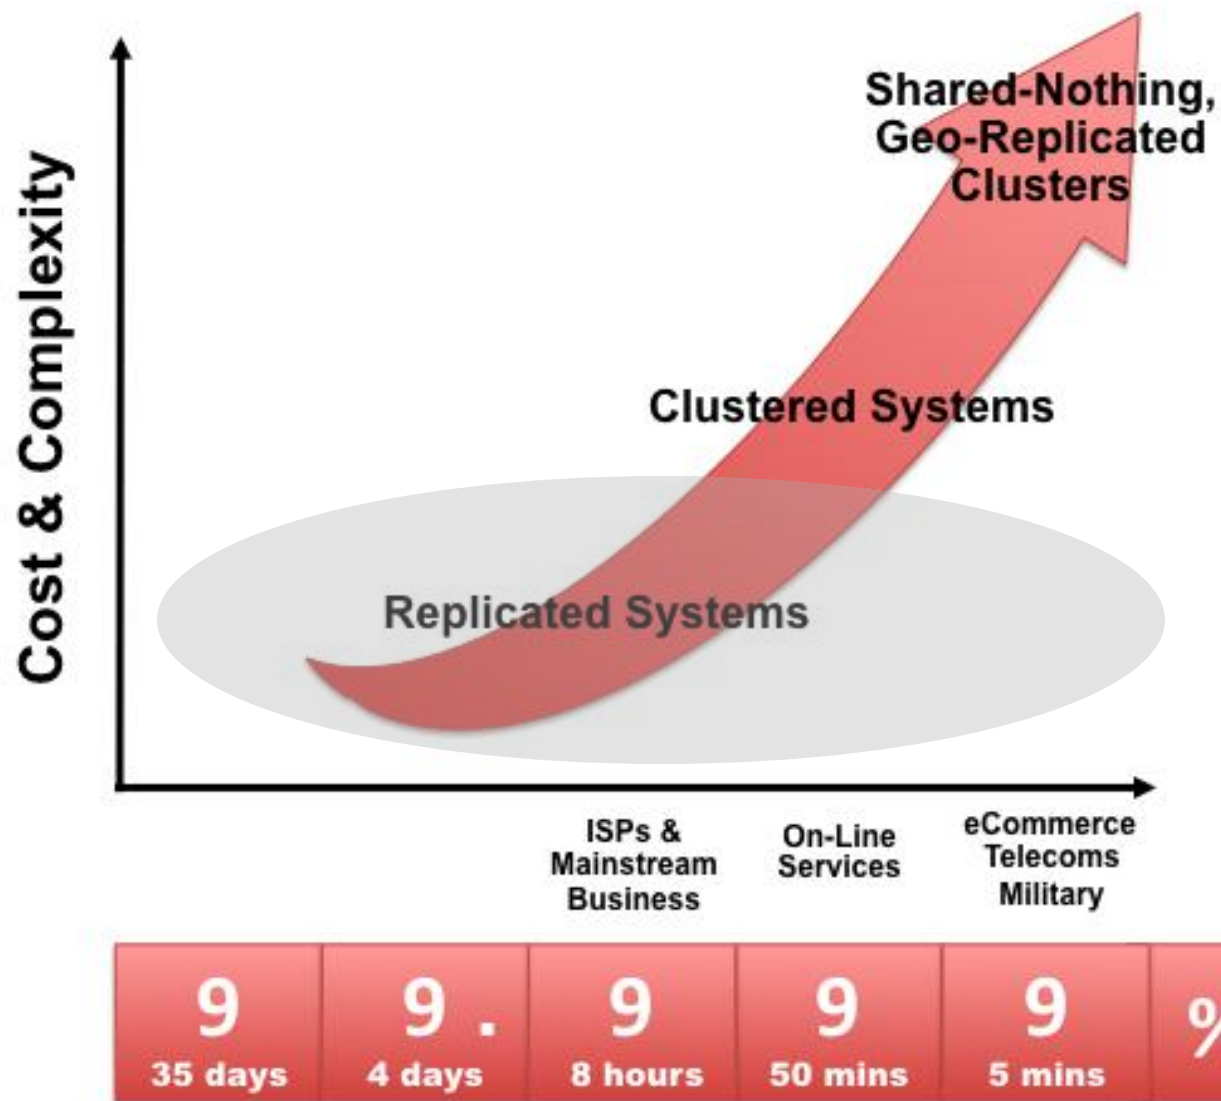 Cost & Complexity
Shared-Nothing,
Geo-Replicated
Clusters
Clustered Systems
Replicated Systems
ISPs &
Mainstream
Business
On-Line
Services
eCommerce
Telecoms
Military
9 9 . 9 9 9 %
35 days 4 days 8 hours 50 mins 5 mins